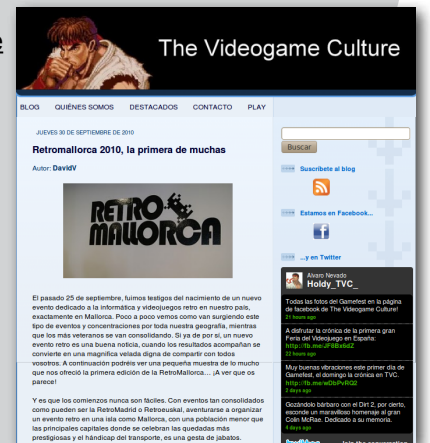 The Videogame Culture
BLOG QUIÉNES SOMOS DESTACADOS CONTACTO PLAY
JUEVES 30 DE SEPTIEMBRE DE 2010
Retromallorca 2010, la primera de muchas
Autor: DavidV
RETRO
MALLORCA
El pasado 25 de septiembre, fuimos testigos del nacimiento de un nuevo
evento dedicado a la informática y videojuegos retro en nuestro país,
exactamente en Mallorca. Poco a poco vemos como van surgiendo este
tipo de eventos y concentraciones por toda nuestra geografía, mientras
que los más veteranos se van consolidando. Si ya de por sí, un nuevo
evento retro es una buena noticia, cuando los resultados acompañan se
convierte en una magnífica velada digna de compartir con todos
vosotros. A continuación podréis ver una pequeña muestra de lo mucho
que nos ofreció la primera edición de la RetroMallorca... ¡A ver que os
parece!
Y es que los comienzos nunca son fáciles. Con eventos tan consolidados
como pueden ser la RetroMadrid o Retroeuskal, aventurarse a organizar
un evento retro en una isla como Mallorca, con una población menor que
las principales capitales donde se celebran las quedadas más
prestigiosas y el hándicap del transporte, es una gesta de jabatos.
Buscar
Suscríbete al blog
Estamos en Facebook...
...y en Twitter
Alvaro Nevado
Holdy_TVC_
Todas las fotos del Gamefest en la página
de facebook de The Videogame Culture!
21 hours ago
A disfrutar la crónica de la primera gran
Feria del Videojuego en España:
http://fb.me/JF8Bs6dZ
22 hours ago
Muy buenas vibraciones este primer día de
Gamefest, el domingo la crónica en TVC.
http://fb.me/wDbPvRQ2
2 days ago
Gozándolo bárbaro con el Dirt 2, por cierto,
esconde un maravilloso homenaje al gran
Colin McRae. Dedicado a su memoria.
4 days ago
Join the conversation